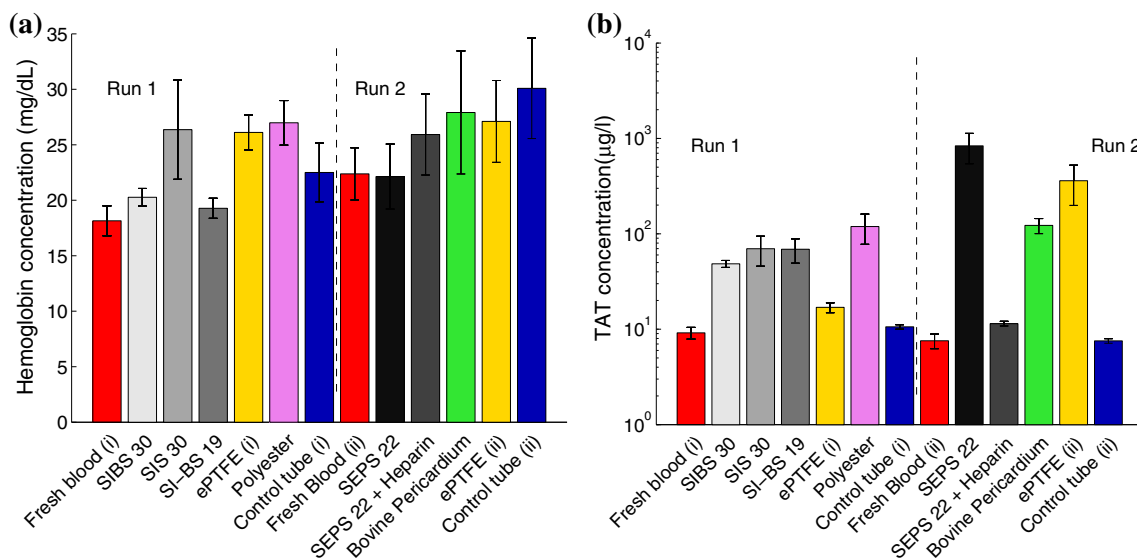 (a)
Hemoglobin concentration (mg/dL)
35
30
25
20
15
10
5
0
Run 1
Run 2
Fresh blood (i)
SIBS 30
SIS 30
SI–BS 19
ePTFE (i)
Polyester
Control tube (i)
Fresh Blood (ii)
SEPS 22
SEPS 22 + Heparin
Bovine Pericardium
ePTFE (ii)
Control tube (ii)
(b)
TAT concentration(μg/l)
10⁴
10³
10²
10¹
10⁰
Run 1
Run 2
Fresh blood (i)
SIBS 30
SIS 30
SI–BS 19
ePTFE (i)
Polyester
Control tube (i)
Fresh Blood (ii)
SEPS 22
SEPS 22 + Heparin
Bovine Pericardium
ePTFE (ii)
Control tube (ii)